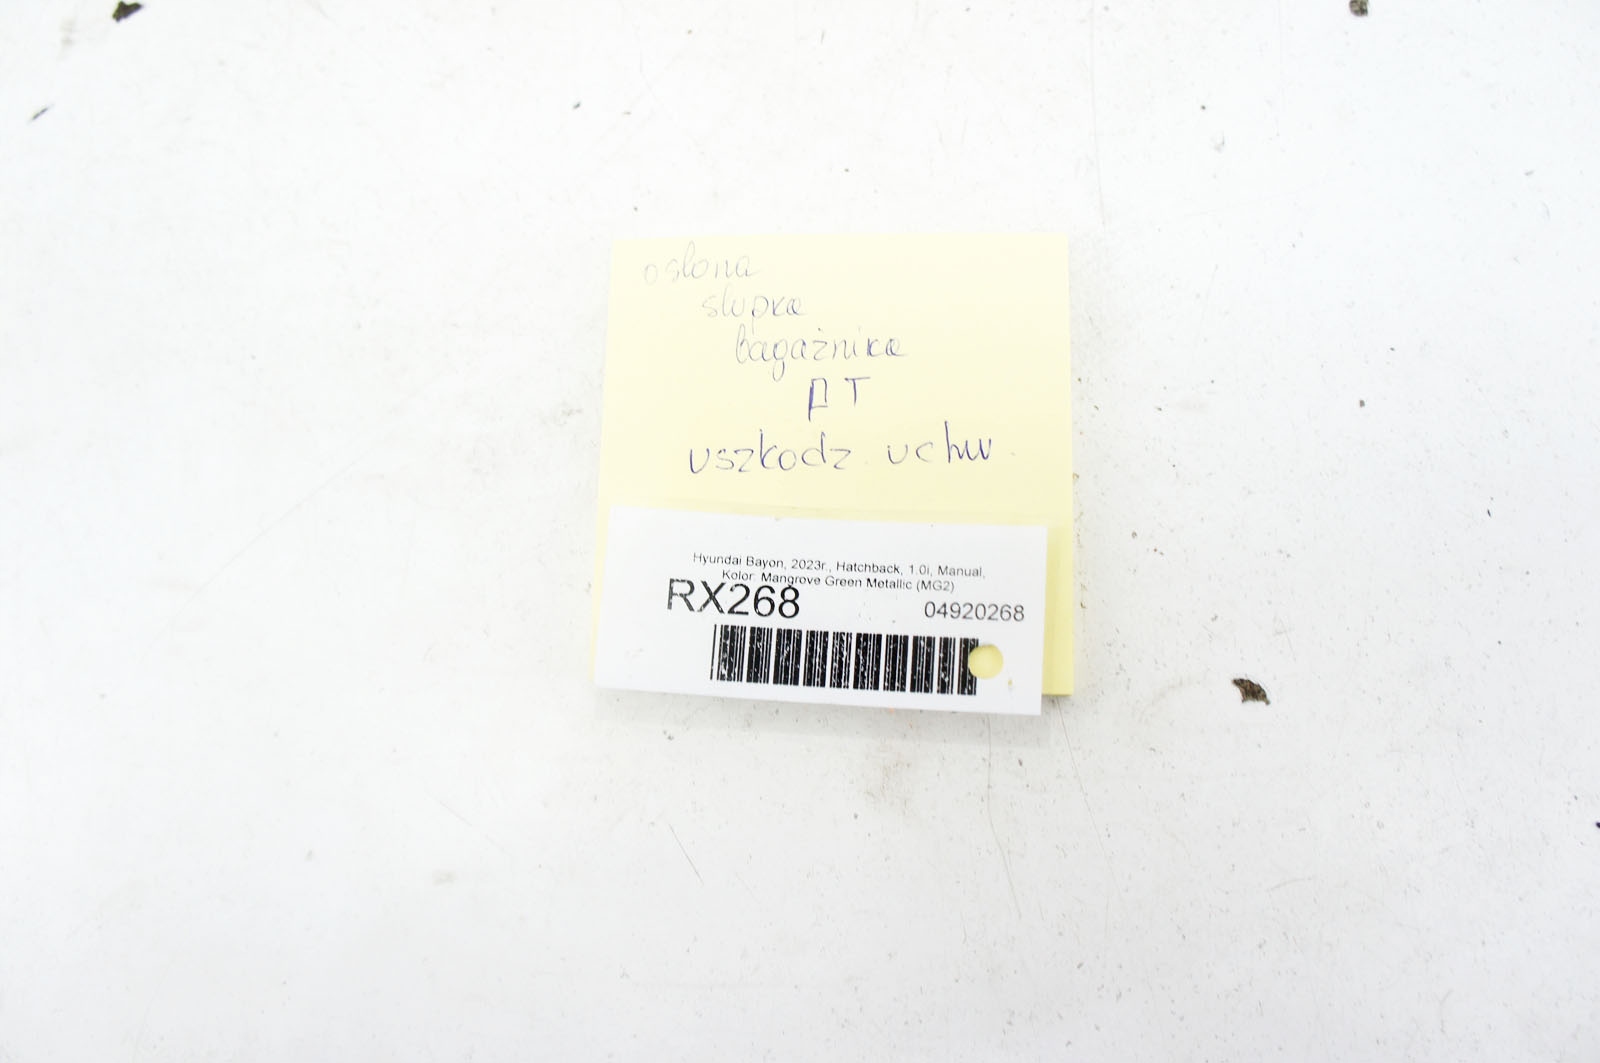 osłona
słupka
bagażnika
PT
uszkodz. uchw.
Hyundai Bayon, 2023r., Hatchback, 1.0i, Manual,
Kolor: Mangrove Green Metallic (MG2)
RX268 04920268